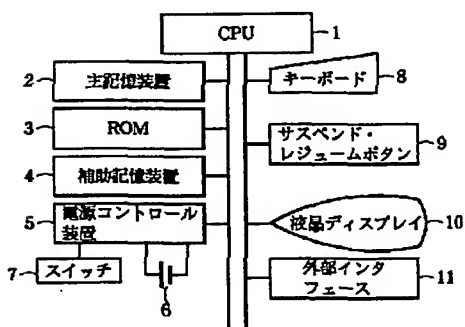 CPU
1
2
主記憶装置
3
ROM
4
補助記憶装置
5
電源コントロール
装置
7
スイッチ
6
キーボード
8
サスペンド・
レジュームボタン
9
液晶ディスプレイ
10
外部インタ
フェース
11